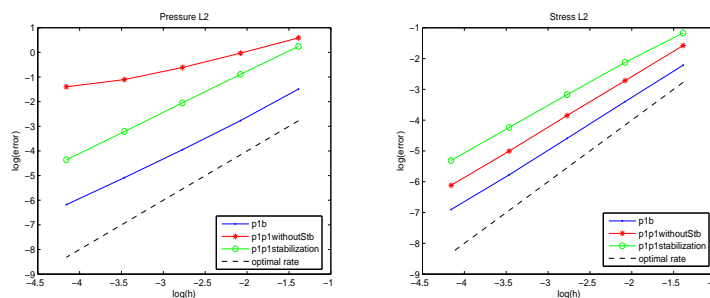 Pressure L2
1
0
−1
−2
−3
−4
−5
−6
−7
−8
−9
log(error)
−4.5 −4 −3.5 −3 −2.5 −2 −1.5 −1
log(h)
p1b
p1p1withoutStb
p1p1stabilization
optimal rate
Stress L2
−1
−2
−3
−4
−5
−6
−7
−8
−9
log(error)
−4.5 −4 −3.5 −3 −2.5 −2 −1.5 −1
log(h)
p1b
p1p1withoutStb
p1p1stabilization
optimal rate